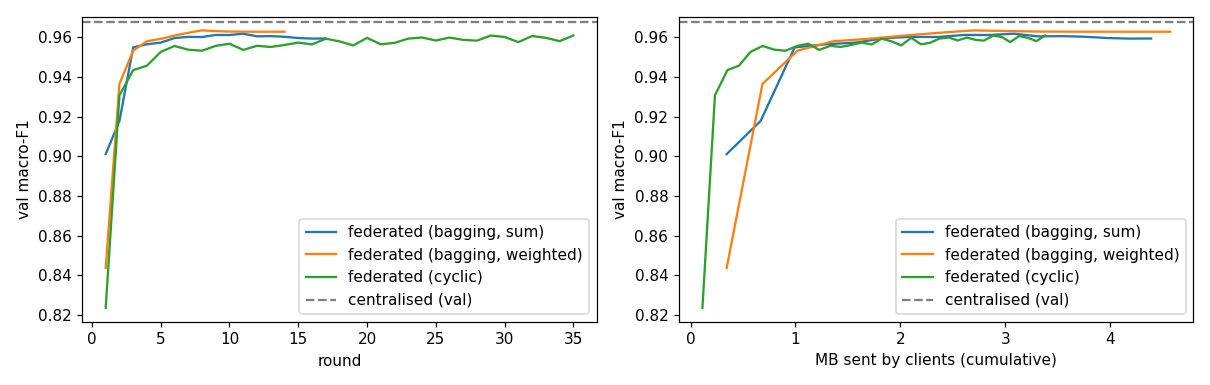 0.96
0.94
0.92
0.90
0.88
0.86
0.84
0.82
val macro-F1
0 5 10 15 20 25 30 35
round
federated (bagging, sum)
federated (bagging, weighted)
federated (cyclic)
centralised (val)
0.96
0.94
0.92
0.90
0.88
0.86
0.84
0.82
val macro-F1
0 1 2 3 4
MB sent by clients (cumulative)
federated (bagging, sum)
federated (bagging, weighted)
federated (cyclic)
centralised (val)